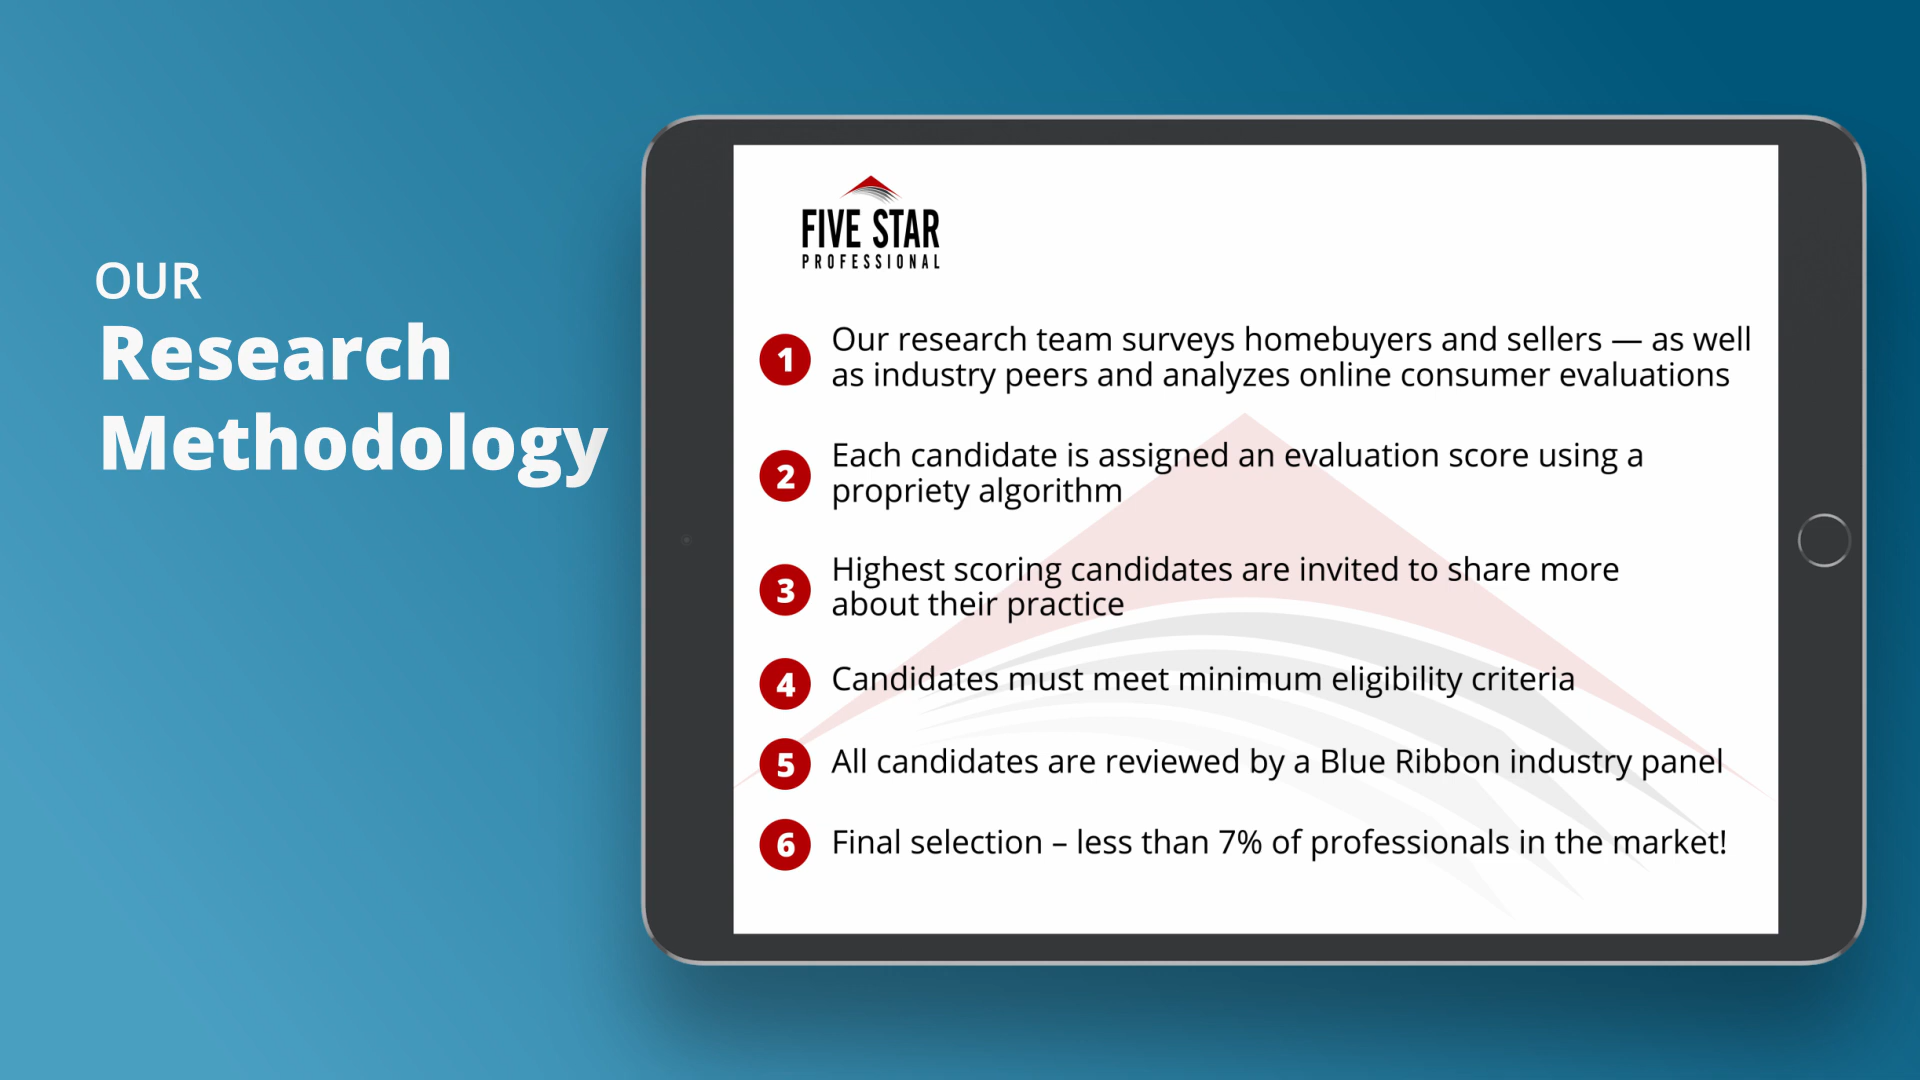 OUR
Research
Methodology
FIVE STAR
PROFESSIONAL
1 Our research team surveys homebuyers and sellers — as well
as industry peers and analyzes online consumer evaluations
2 Each candidate is assigned an evaluation score using a
propriety algorithm
3 Highest scoring candidates are invited to share more
about their practice
4 Candidates must meet minimum eligibility criteria
5 All candidates are reviewed by a Blue Ribbon industry panel
6 Final selection – less than 7% of professionals in the market!